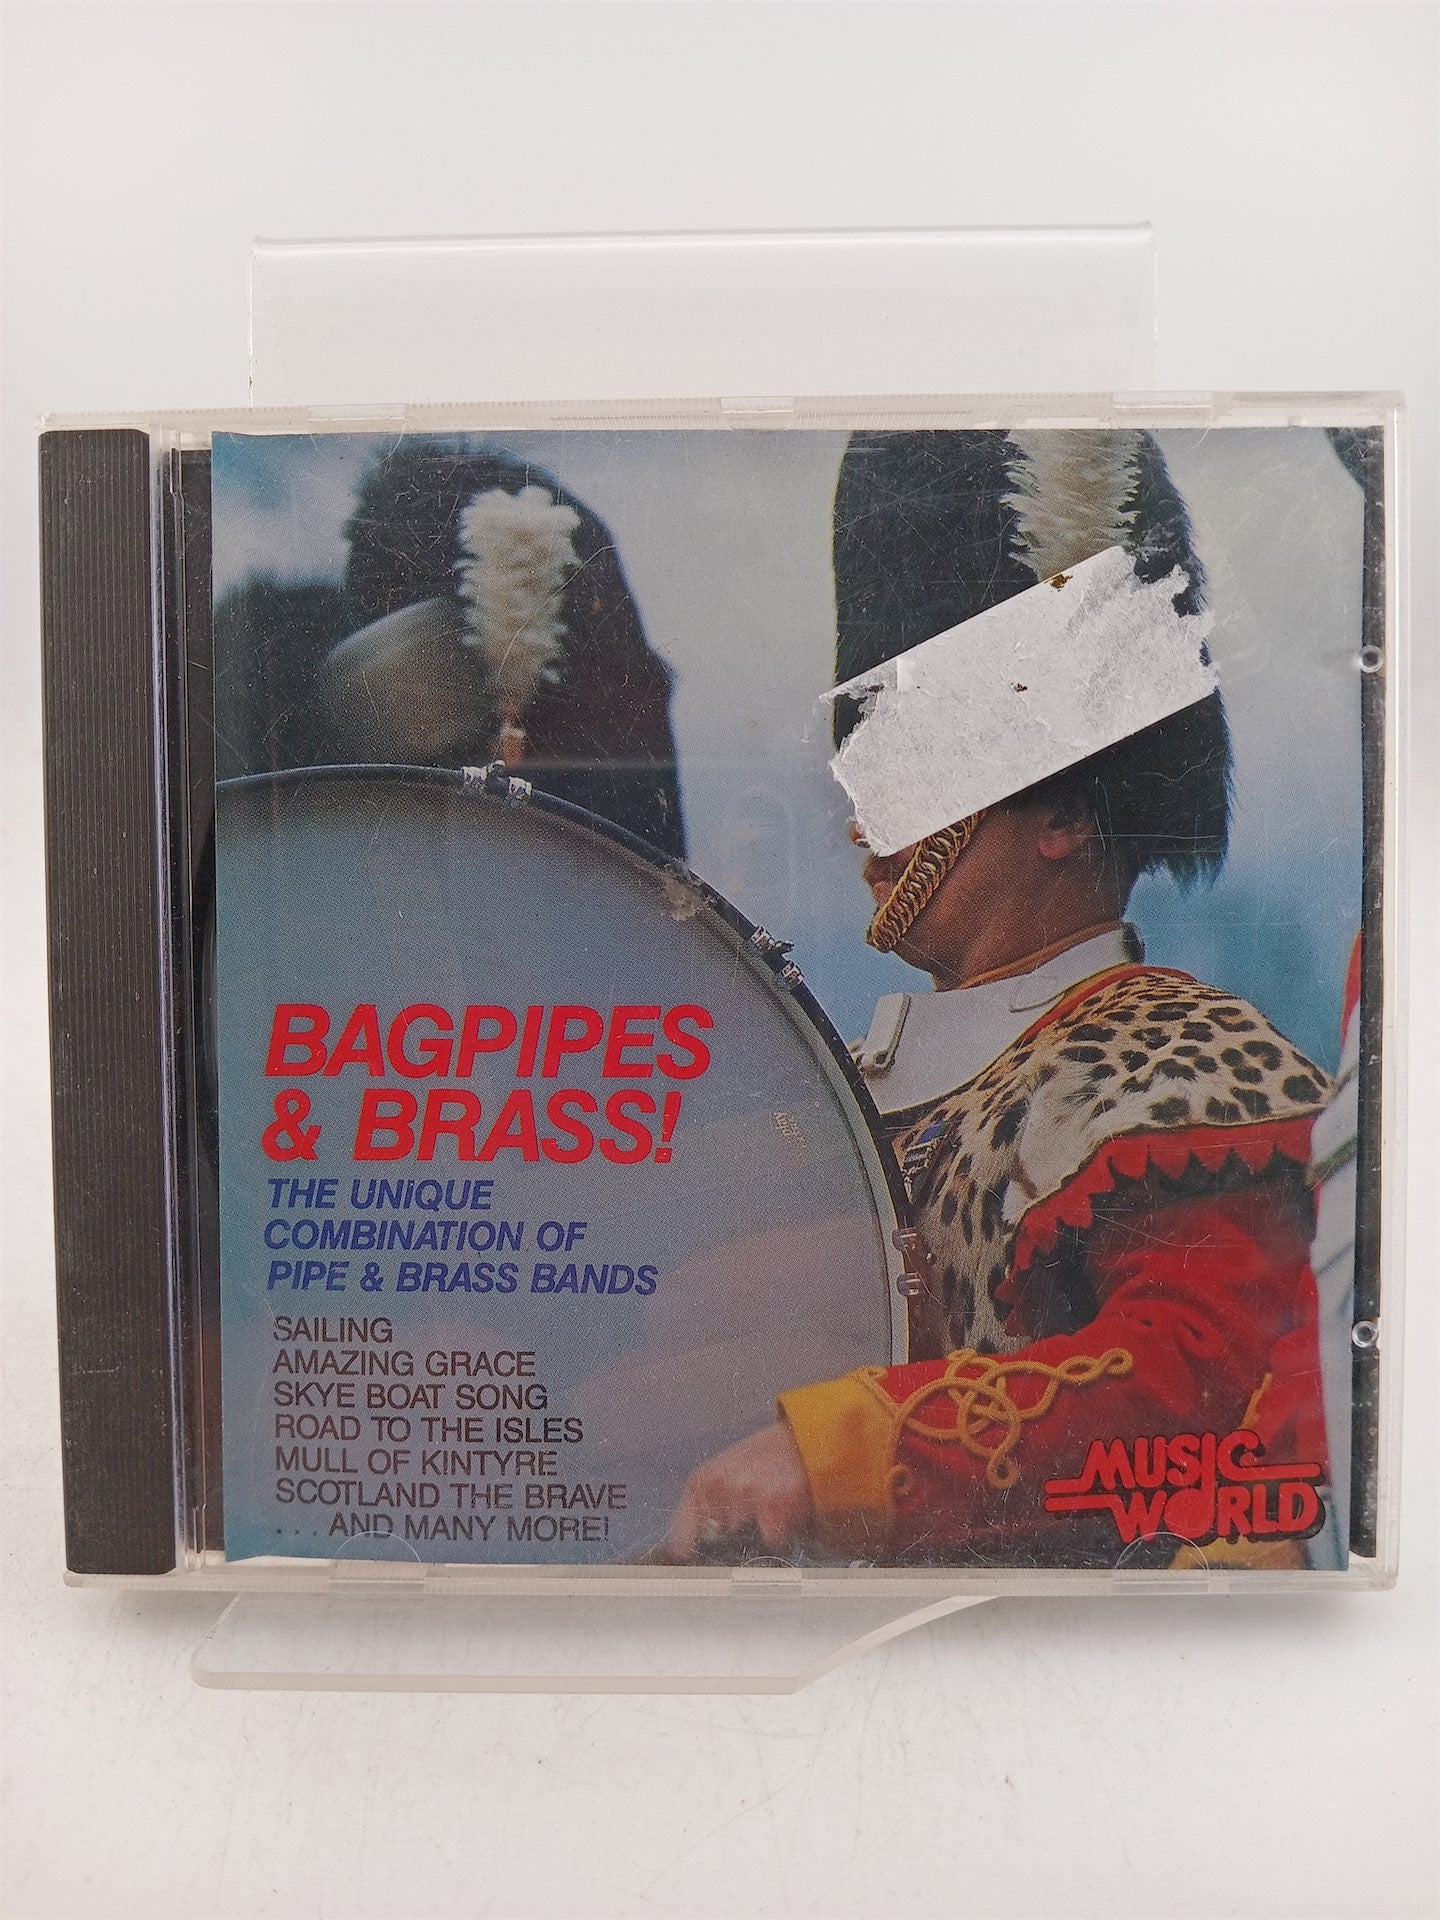 BAGPIPES
& BRASS!
THE UNIQUE
COMBINATION OF
PIPE & BRASS BANDS
SAILING
AMAZING GRACE
SKYE BOAT SONG
ROAD TO THE ISLES
MULL OF KINTYRE
SCOTLAND THE BRAVE
...AND MANY MORE!
MUSIC
WORLD